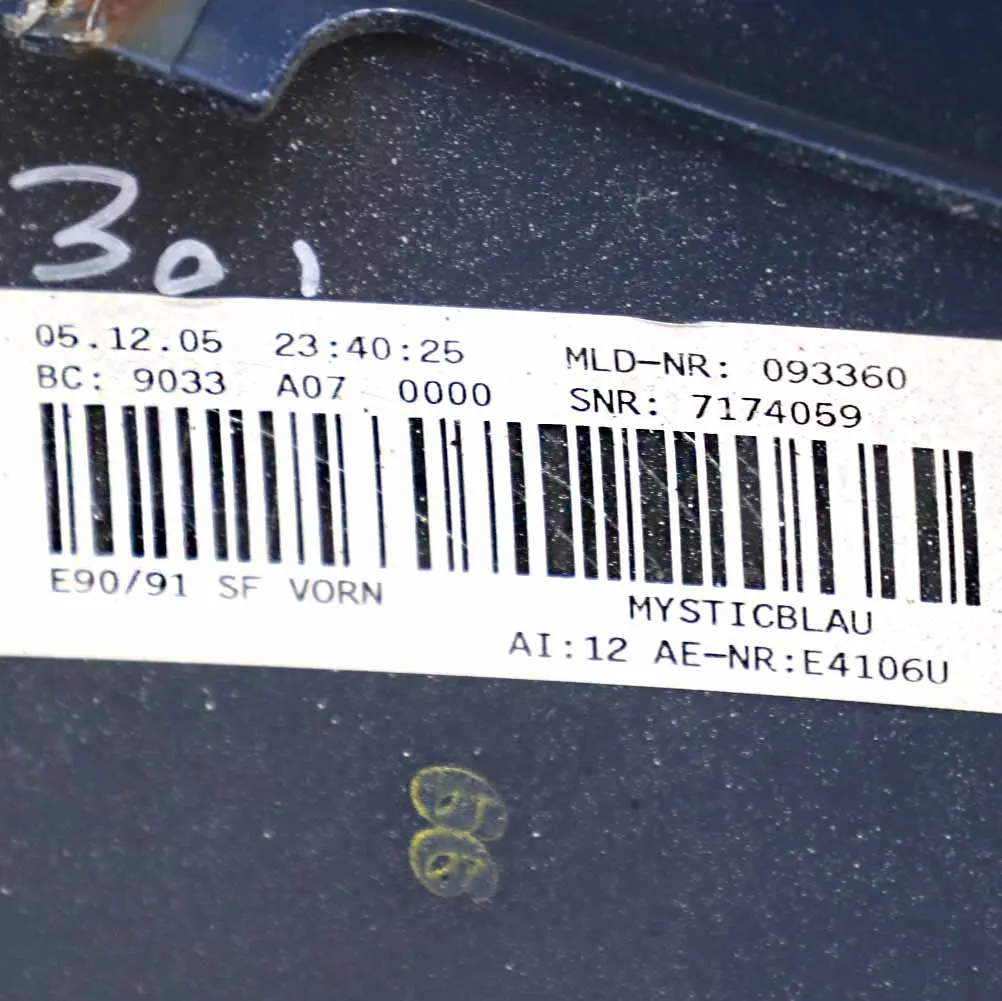 301
05.12.05 23:40:25 MLD-NR: 093360
BC: 9033 A07 0000 SNR: 7174059
E90/91 SF VORN
MYSTICBLAU
AI:12 AE-NR:E4106U